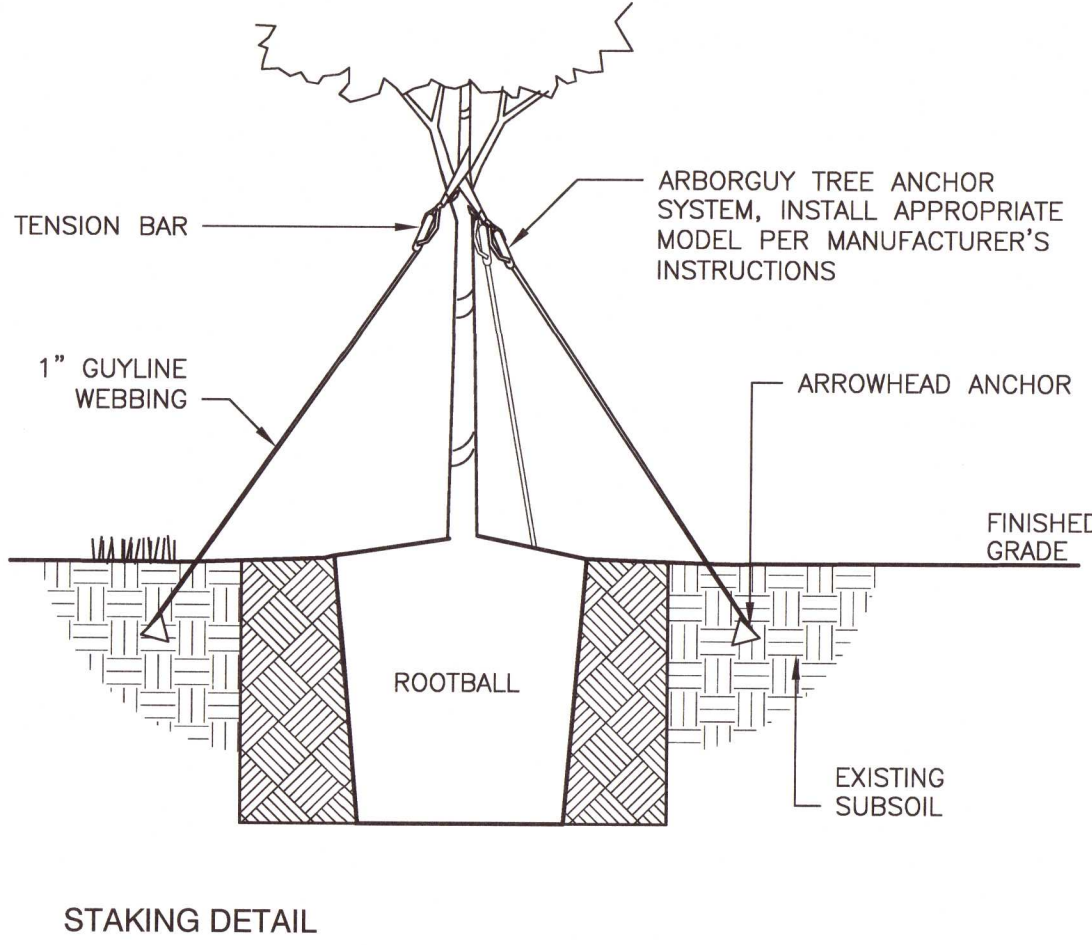 TENSION BAR
ARBORGUY TREE ANCHOR
SYSTEM, INSTALL APPROPRIATE
MODEL PER MANUFACTURER'S
INSTRUCTIONS
1" GUYLINE
WEBBING
ARROWHEAD ANCHOR
FINISHED
GRADE
ROOTBALL
EXISTING
SUBSOIL
STAKING DETAIL